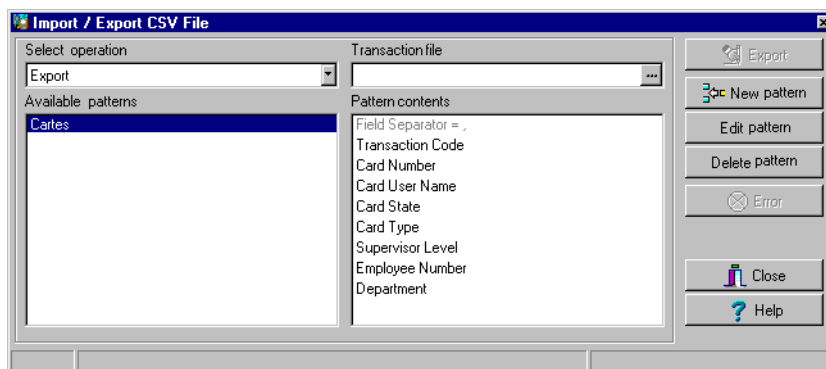 Import / Export CSV File
Select operation
Export
Transaction file
...
Available patterns
Cartes
Pattern contents
Field Separator = ,
Transaction Code
Card Number
Card User Name
Card State
Card Type
Supervisor Level
Employee Number
Department
Export
New pattern
Edit pattern
Delete pattern
Error
Close
Help